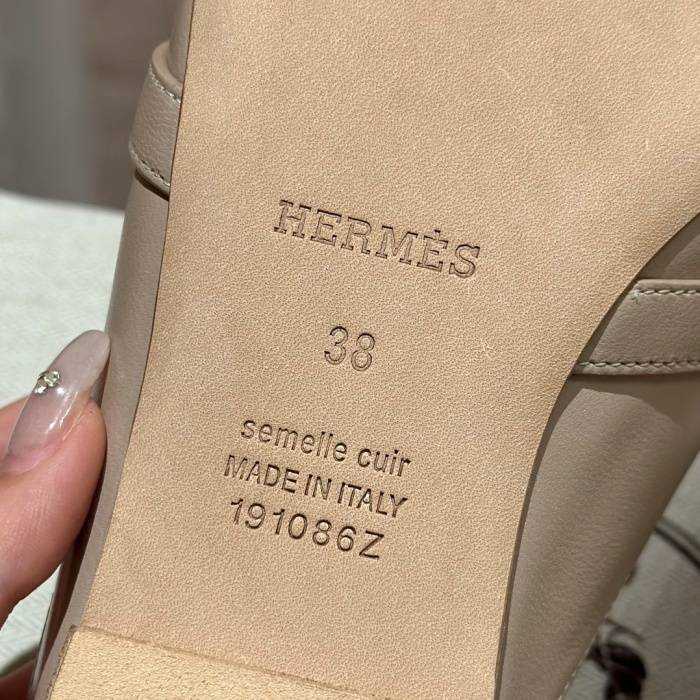 HERMÈS
38
semelle cuir
MADE IN ITALY
191086Z